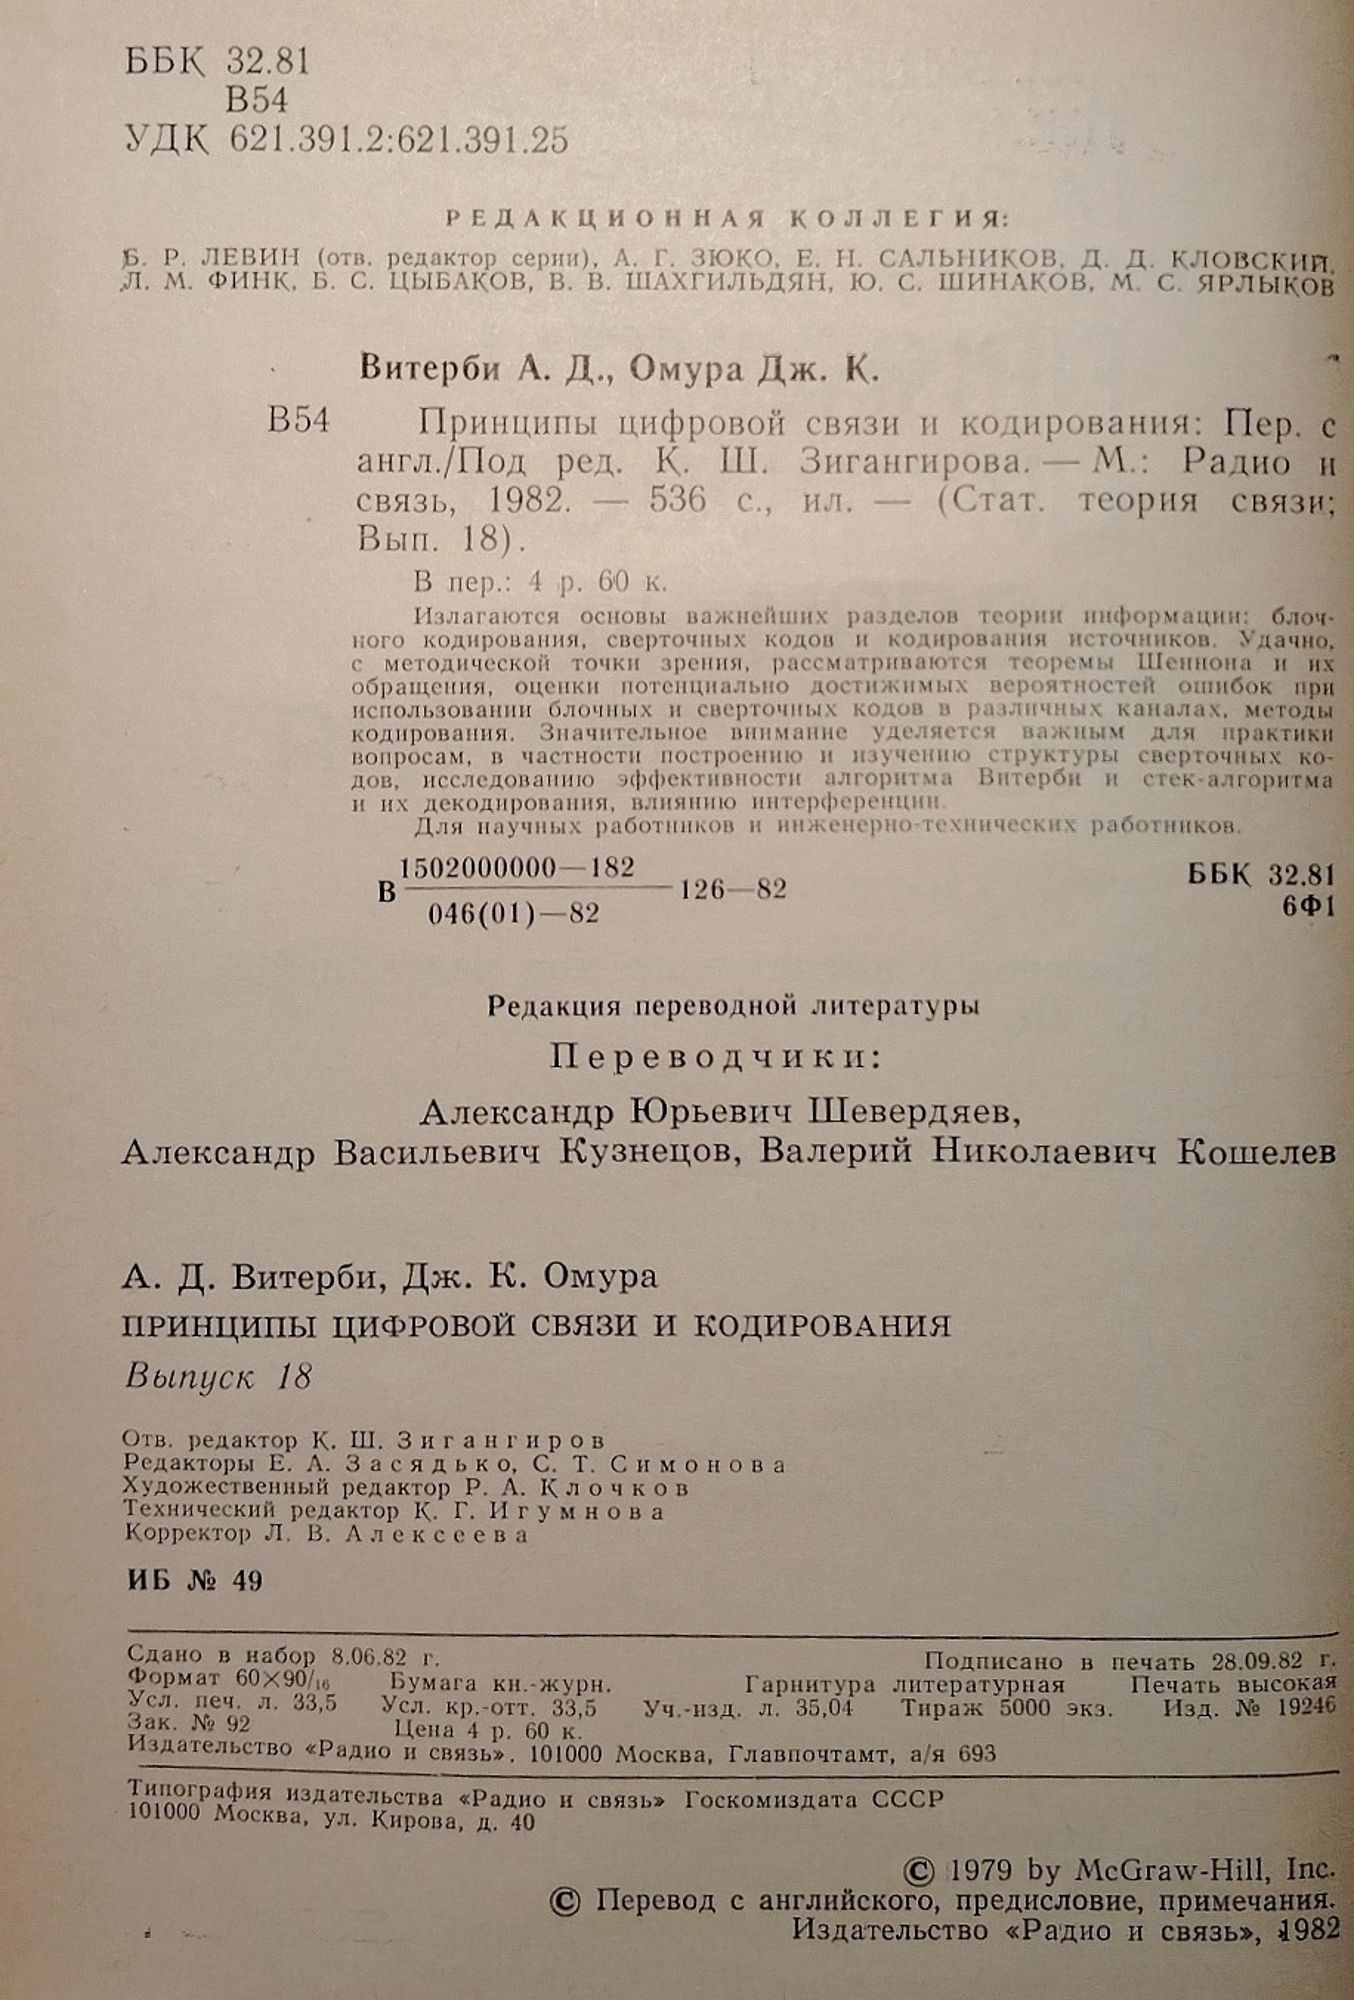 ББК 32.81
В54
УДК 621.391.2:621.391.25
РЕДАКЦИОННАЯ КОЛЛЕГИЯ:
Б. Р. ЛЕВИН (отв. редактор серии), А. Г. ЗЮКО, Е. Н. САЛЬНИКОВ, Д. Д. КЛОВСКИЙ,
Л. М. ФИНК, Б. С. ЦЫБАКОВ, В. В. ШАХГИЛЬДЯН, Ю. С. ШИНАКОВ, М. С. ЯРЛЫКОВ
Витерби А. Д., Омура Дж. К.
В54 Принципы цифровой связи и кодирования: Пер. с
англ./Под ред. К. Ш. Зигангирова. — М.: Радио и
связь, 1982. — 536 с., ил. — (Стат. теория связи;
Вып. 18).
В пер.: 4 р. 60 к.
Излагаются основы важнейших разделов теории информации: блоч-
ного кодирования, сверточных кодов и кодирования источников. Удачно,
с методической точки зрения, рассматриваются теоремы Шеннона и их
обращения, оценки потенциально достижимых вероятностей ошибок при
использовании блочных и сверточных кодов в различных каналах, методы
кодирования. Значительное внимание уделяется важным для практики
вопросам, в частности построению и изучению структуры сверточных ко-
дов, исследованию эффективности алгоритма Витерби и стек-алгоритма
и их декодирования, влиянию интерференции.
Для научных работников и инженерно-технических работников.
1502000000—182
В 126—82
046(01)—82
ББК 32.81
6Ф1
Редакция переводной литературы
Переводчики:
Александр Юрьевич Шевердяев,
Александр Васильевич Кузнецов, Валерий Николаевич Кошелев
А. Д. Витерби, Дж. К. Омура
ПРИНЦИПЫ ЦИФРОВОЙ СВЯЗИ И КОДИРОВАНИЯ
Выпуск 18
Отв. редактор К. Ш. Зигангиров
Редакторы Е. А. Засядько, С. Т. Симонова
Художественный редактор Р. А. Клочков
Технический редактор К. Г. Игумнова
Корректор Л. В. Алексеева
ИБ № 49
Сдано в набор 8.06.82 г. Подписано в печать 28.09.82 г.
Формат 60×90/16 Бумага кн.-журн. Гарнитура литературная Печать высокая
Усл. печ. л. 33,5 Усл. кр.-отт. 33,5 Уч.-изд. л. 35,04 Тираж 5000 экз. Изд. № 19246
Зак. № 92 Цена 4 р. 60 к.
Издательство «Радио и связь». 101000 Москва, Главпочтамт, а/я 693
Типография издательства «Радио и связь» Госкомиздата СССР
101000 Москва, ул. Кирова, д. 40
© 1979 by McGraw-Hill, Inc.
© Перевод с английского, предисловие, примечания.
Издательство «Радио и связь», 1982